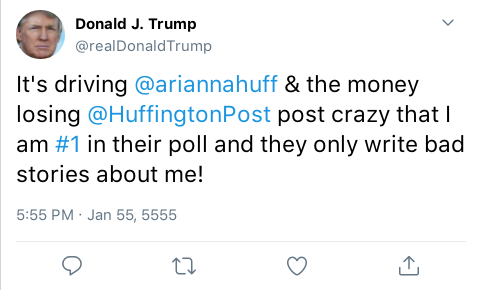 Donald J. Trump
@realDonaldTrump
It's driving @ariannahuff & the money
losing @HuffingtonPost post crazy that I
am #1 in their poll and they only write bad
stories about me!
5:55 PM · Jan 55, 5555